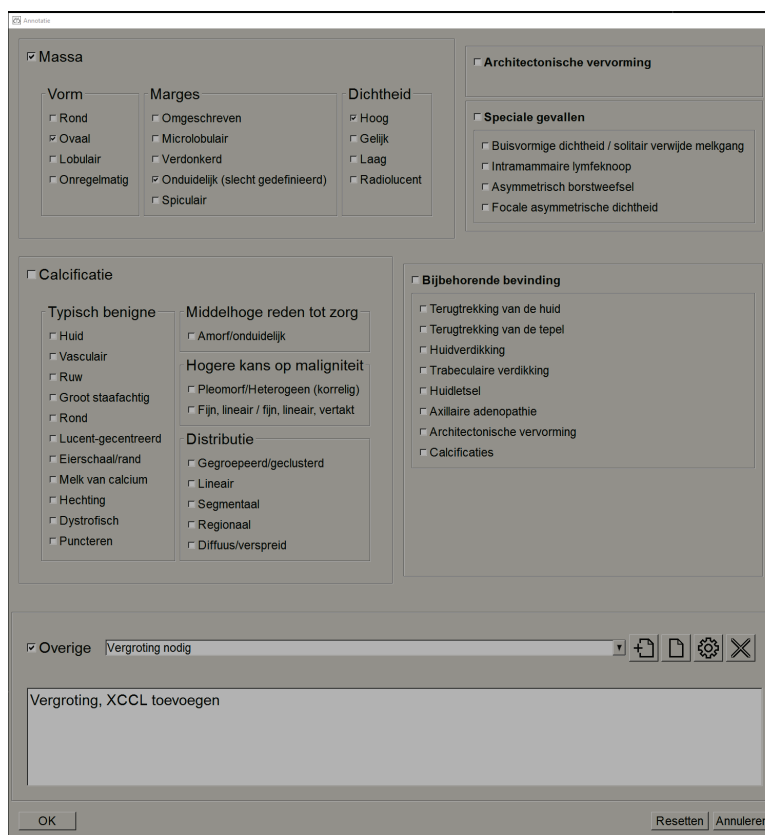 Annotatie
Massa
Vorm
Rond
Ovaal
Lobulair
Onregelmatig
Marges
Omgeschreven
Microlobulair
Verdonkerd
Onduidelijk (slecht gedefinieerd)
Spiculair
Dichtheid
Hoog
Gelijk
Laag
Radiolucent
Architectonische vervorming
Speciale gevallen
Buisvormige dichtheid / solitair verwijde melkgang
Intramammaire lymfeknoop
Asymmetrisch borstweefsel
Focale asymmetrische dichtheid
Calcificatie
Typisch benigne
Huid
Vasculair
Ruw
Groot staafachtig
Rond
Lucent-gecentreerd
Eierschaal/rand
Melk van calcium
Hechting
Dystrofisch
Puncteren
Middelhoge reden tot zorg
Amorf/onduidelijk
Hogere kans op maligniteit
Pleomorf/Heterogeen (korrelig)
Fijn, lineair / fijn, lineair, vertakt
Distributie
Gegroepeerd/geclusterd
Lineair
Segmentaal
Regionaal
Diffuus/verspreid
Bijbehorende bevinding
Terugtrekking van de huid
Terugtrekking van de tepel
Huidverdikking
Trabeculaire verdikking
Huidletsel
Axillaire adenopathie
Architectonische vervorming
Calcificaties
Overige
Vergroting nodig
Vergroting, XCCL toevoegen
OK
Resetten
Annuleren